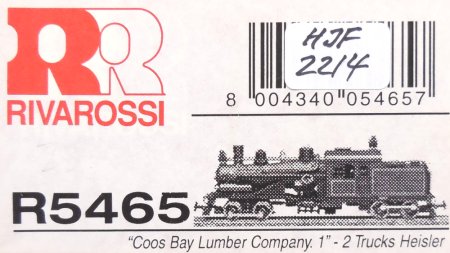 RR
RIVAROSSI
HJF
2214
8 004340 054657
R5465
"Coos Bay Lumber Company. 1" - 2 Trucks Heisler